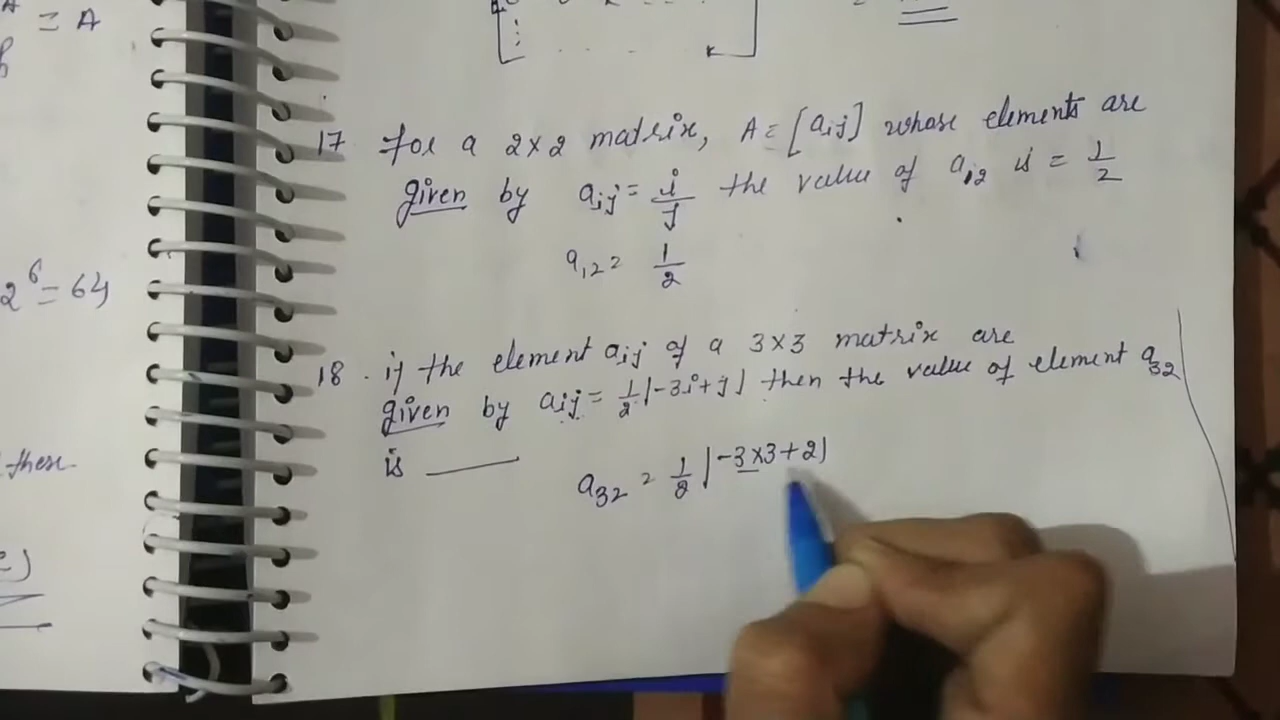 A = A
2^6 = 64
these
17. For a 2×2 matrix, A = [aij] whose elements are
given by aij = i/j the value of a12 is = 1/2
a12 = 1/2
18. if the element aij of a 3×3 matrix are
given by aij = 1/2|-3i+j| then the value of element a32
is ____
a32 = 1/2 |-3×3+2|